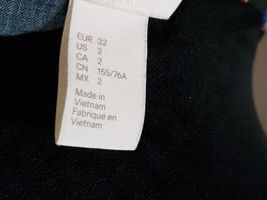 EUR 32
US 2
CA 2
CN 155/76A
MX 2
Made in
Vietnam
Fabriqué en
Vietnam